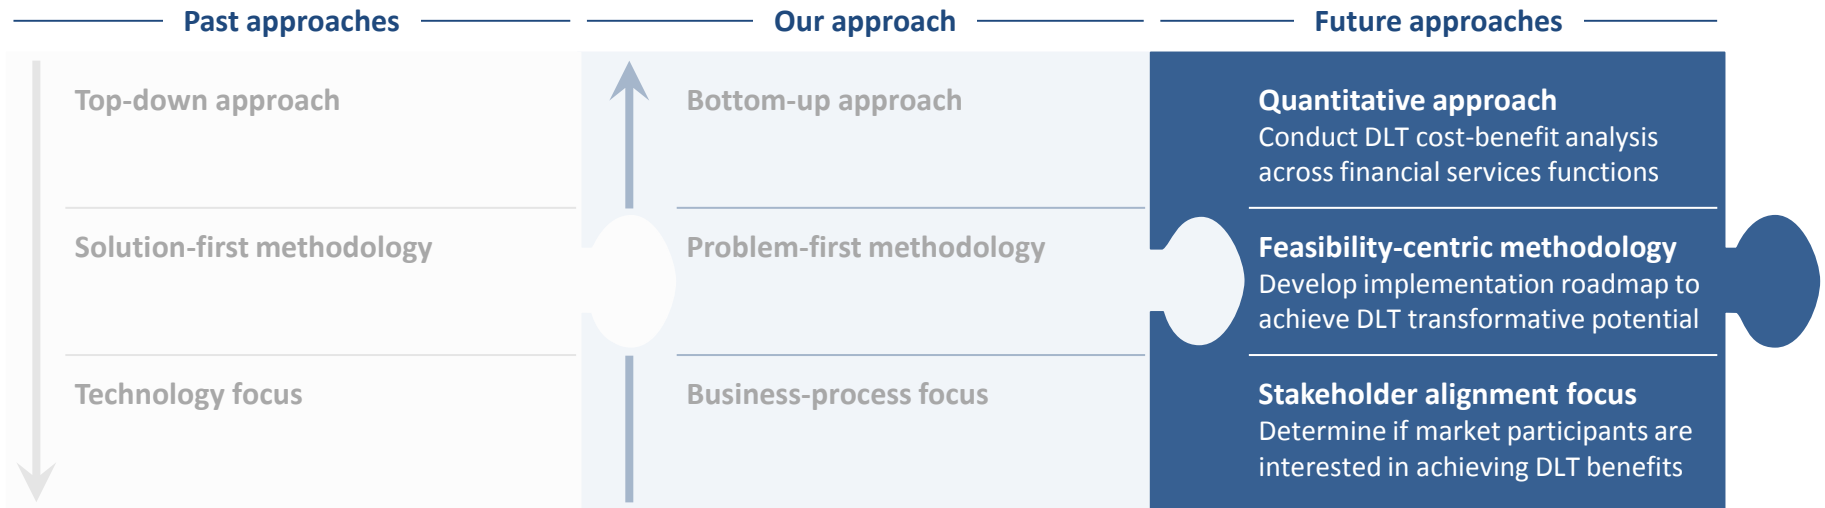 Past approaches
Our approach
Future approaches
Top-down approach
Solution-first methodology
Technology focus
Bottom-up approach
Problem-first methodology
Business-process focus
Quantitative approach
Conduct DLT cost-benefit analysis
across financial services functions
Feasibility-centric methodology
Develop implementation roadmap to
achieve DLT transformative potential
Stakeholder alignment focus
Determine if market participants are
interested in achieving DLT benefits